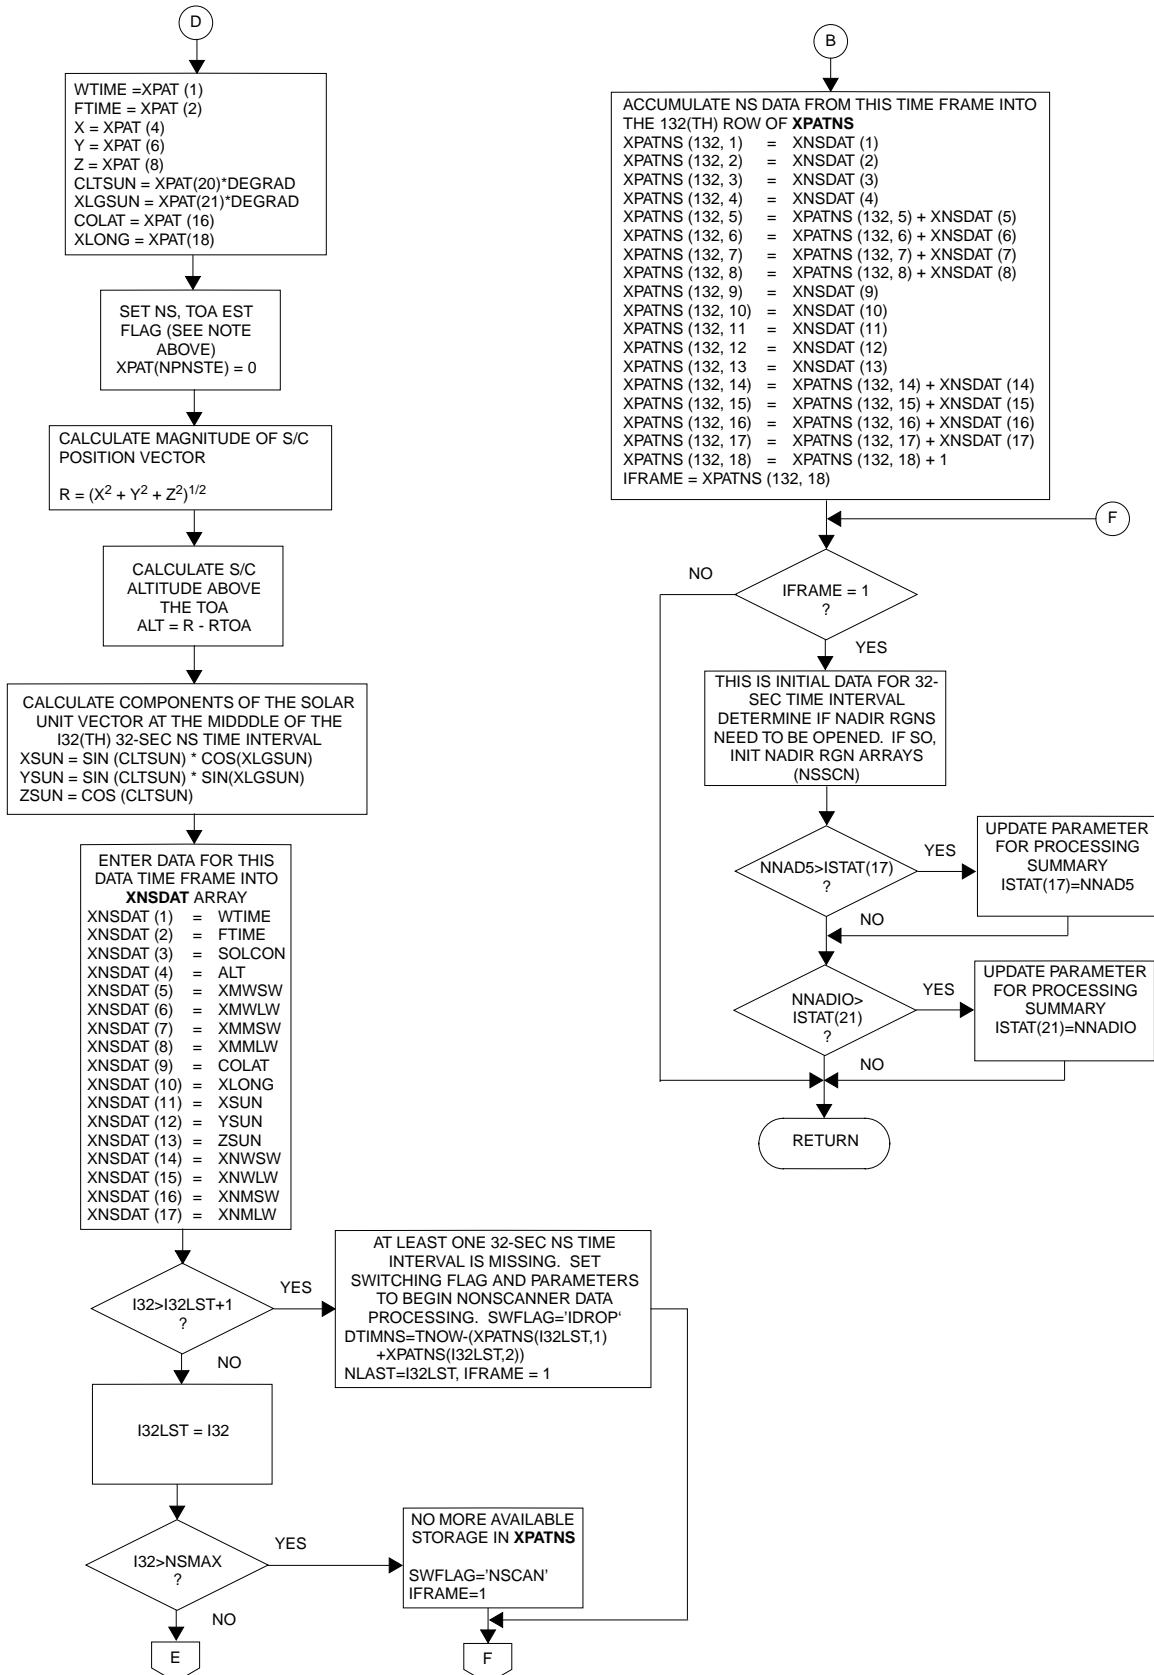 D
WTIME =XPAT (1)
FTIME = XPAT (2)
X = XPAT (4)
Y = XPAT (6)
Z = XPAT (8)
CLTSUN = XPAT(20)*DEGRAD
XLGSUN = XPAT(21)*DEGRAD
COLAT = XPAT (16)
XLONG = XPAT(18)
SET NS, TOA EST
FLAG (SEE NOTE
ABOVE)
XPAT(NPNSTE) = 0
CALCULATE MAGNITUDE OF S/C
POSITION VECTOR
R = (X² + Y² + Z²)¹/²
CALCULATE S/C
ALTITUDE ABOVE
THE TOA
ALT = R - RTOA
CALCULATE COMPONENTS OF THE SOLAR
UNIT VECTOR AT THE MIDDDLE OF THE
I32(TH) 32-SEC NS TIME INTERVAL
XSUN = SIN (CLTSUN) * COS(XLGSUN)
YSUN = SIN (CLTSUN) * SIN(XLGSUN)
ZSUN = COS (CLTSUN)
ENTER DATA FOR THIS
DATA TIME FRAME INTO
XNSDAT ARRAY
XNSDAT (1) = WTIME
XNSDAT (2) = FTIME
XNSDAT (3) = SOLCON
XNSDAT (4) = ALT
XNSDAT (5) = XMWSW
XNSDAT (6) = XMWLW
XNSDAT (7) = XMMSW
XNSDAT (8) = XMMLW
XNSDAT (9) = COLAT
XNSDAT (10) = XLONG
XNSDAT (11) = XSUN
XNSDAT (12) = YSUN
XNSDAT (13) = ZSUN
XNSDAT (14) = XNWSW
XNSDAT (15) = XNWLW
XNSDAT (16) = XNMSW
XNSDAT (17) = XNMLW
I32>I32LST+1
?
YES
NO
AT LEAST ONE 32-SEC NS TIME
INTERVAL IS MISSING. SET
SWITCHING FLAG AND PARAMETERS
TO BEGIN NONSCANNER DATA
PROCESSING. SWFLAG='IDROP‘
DTIMNS=TNOW-(XPATNS(I32LST,1)
+XPATNS(I32LST,2))
NLAST=I32LST, IFRAME = 1
I32LST = I32
I32>NSMAX
?
YES
NO
NO MORE AVAILABLE
STORAGE IN XPATNS
SWFLAG='NSCAN’
IFRAME=1
E
F
B
ACCUMULATE NS DATA FROM THIS TIME FRAME INTO
THE 132(TH) ROW OF XPATNS
XPATNS (132, 1) = XNSDAT (1)
XPATNS (132, 2) = XNSDAT (2)
XPATNS (132, 3) = XNSDAT (3)
XPATNS (132, 4) = XNSDAT (4)
XPATNS (132, 5) = XPATNS (132, 5) + XNSDAT (5)
XPATNS (132, 6) = XPATNS (132, 6) + XNSDAT (6)
XPATNS (132, 7) = XPATNS (132, 7) + XNSDAT (7)
XPATNS (132, 8) = XPATNS (132, 8) + XNSDAT (8)
XPATNS (132, 9) = XNSDAT (9)
XPATNS (132, 10) = XNSDAT (10)
XPATNS (132, 11 = XNSDAT (11)
XPATNS (132, 12 = XNSDAT (12)
XPATNS (132, 13 = XNSDAT (13)
XPATNS (132, 14) = XPATNS (132, 14) + XNSDAT (14)
XPATNS (132, 15) = XPATNS (132, 15) + XNSDAT (15)
XPATNS (132, 16) = XPATNS (132, 16) + XNSDAT (16)
XPATNS (132, 17) = XPATNS (132, 17) + XNSDAT (17)
XPATNS (132, 18) = XPATNS (132, 18) + 1
IFRAME = XPATNS (132, 18)
F
IFRAME = 1
?
NO
YES
THIS IS INITIAL DATA FOR 32-
SEC TIME INTERVAL
DETERMINE IF NADIR RGNS
NEED TO BE OPENED. IF SO,
INIT NADIR RGN ARRAYS
(NSSCN)
NNAD5>ISTAT(17)
?
YES
NO
UPDATE PARAMETER
FOR PROCESSING
SUMMARY
ISTAT(17)=NNAD5
NNADIO>
ISTAT(21)
?
YES
NO
UPDATE PARAMETER
FOR PROCESSING
SUMMARY
ISTAT(21)=NNADIO
RETURN